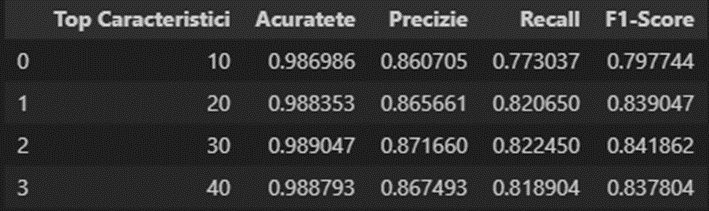 Top Caracteristici Acuratete Precizie Recall F1-Score
0 10 0.986986 0.860705 0.773037 0.797744
1 20 0.988353 0.865661 0.820650 0.839047
2 30 0.989047 0.871660 0.822450 0.841862
3 40 0.988793 0.867493 0.818904 0.837804